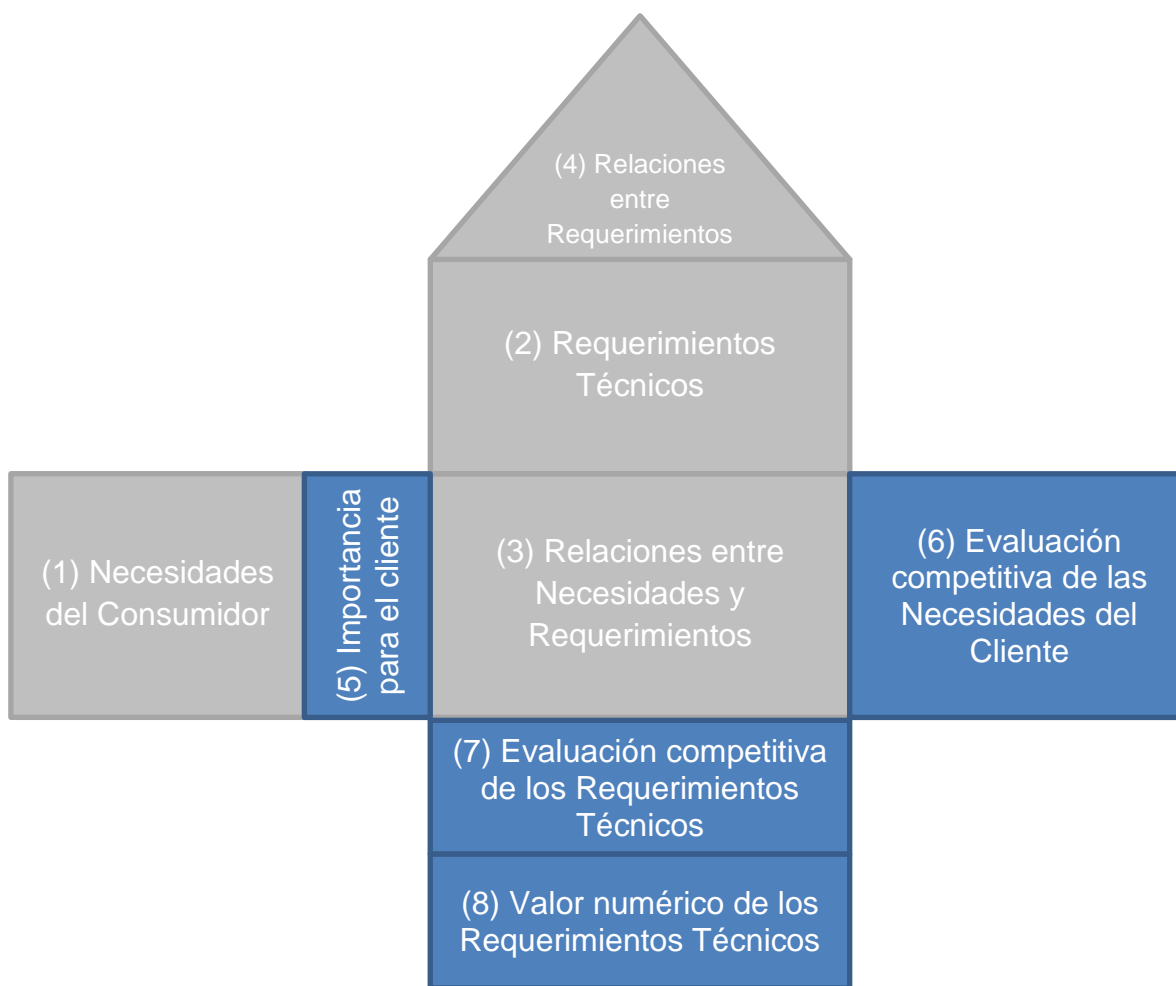 (4) Relaciones
entre
Requerimientos
(2) Requerimientos
Técnicos
(1) Necesidades
del Consumidor
(5) Importancia
para el cliente
(3) Relaciones entre
Necesidades y
Requerimientos
(6) Evaluación
competitiva de las
Necesidades del
Cliente
(7) Evaluación competitiva
de los Requerimientos
Técnicos
(8) Valor numérico de los
Requerimientos Técnicos